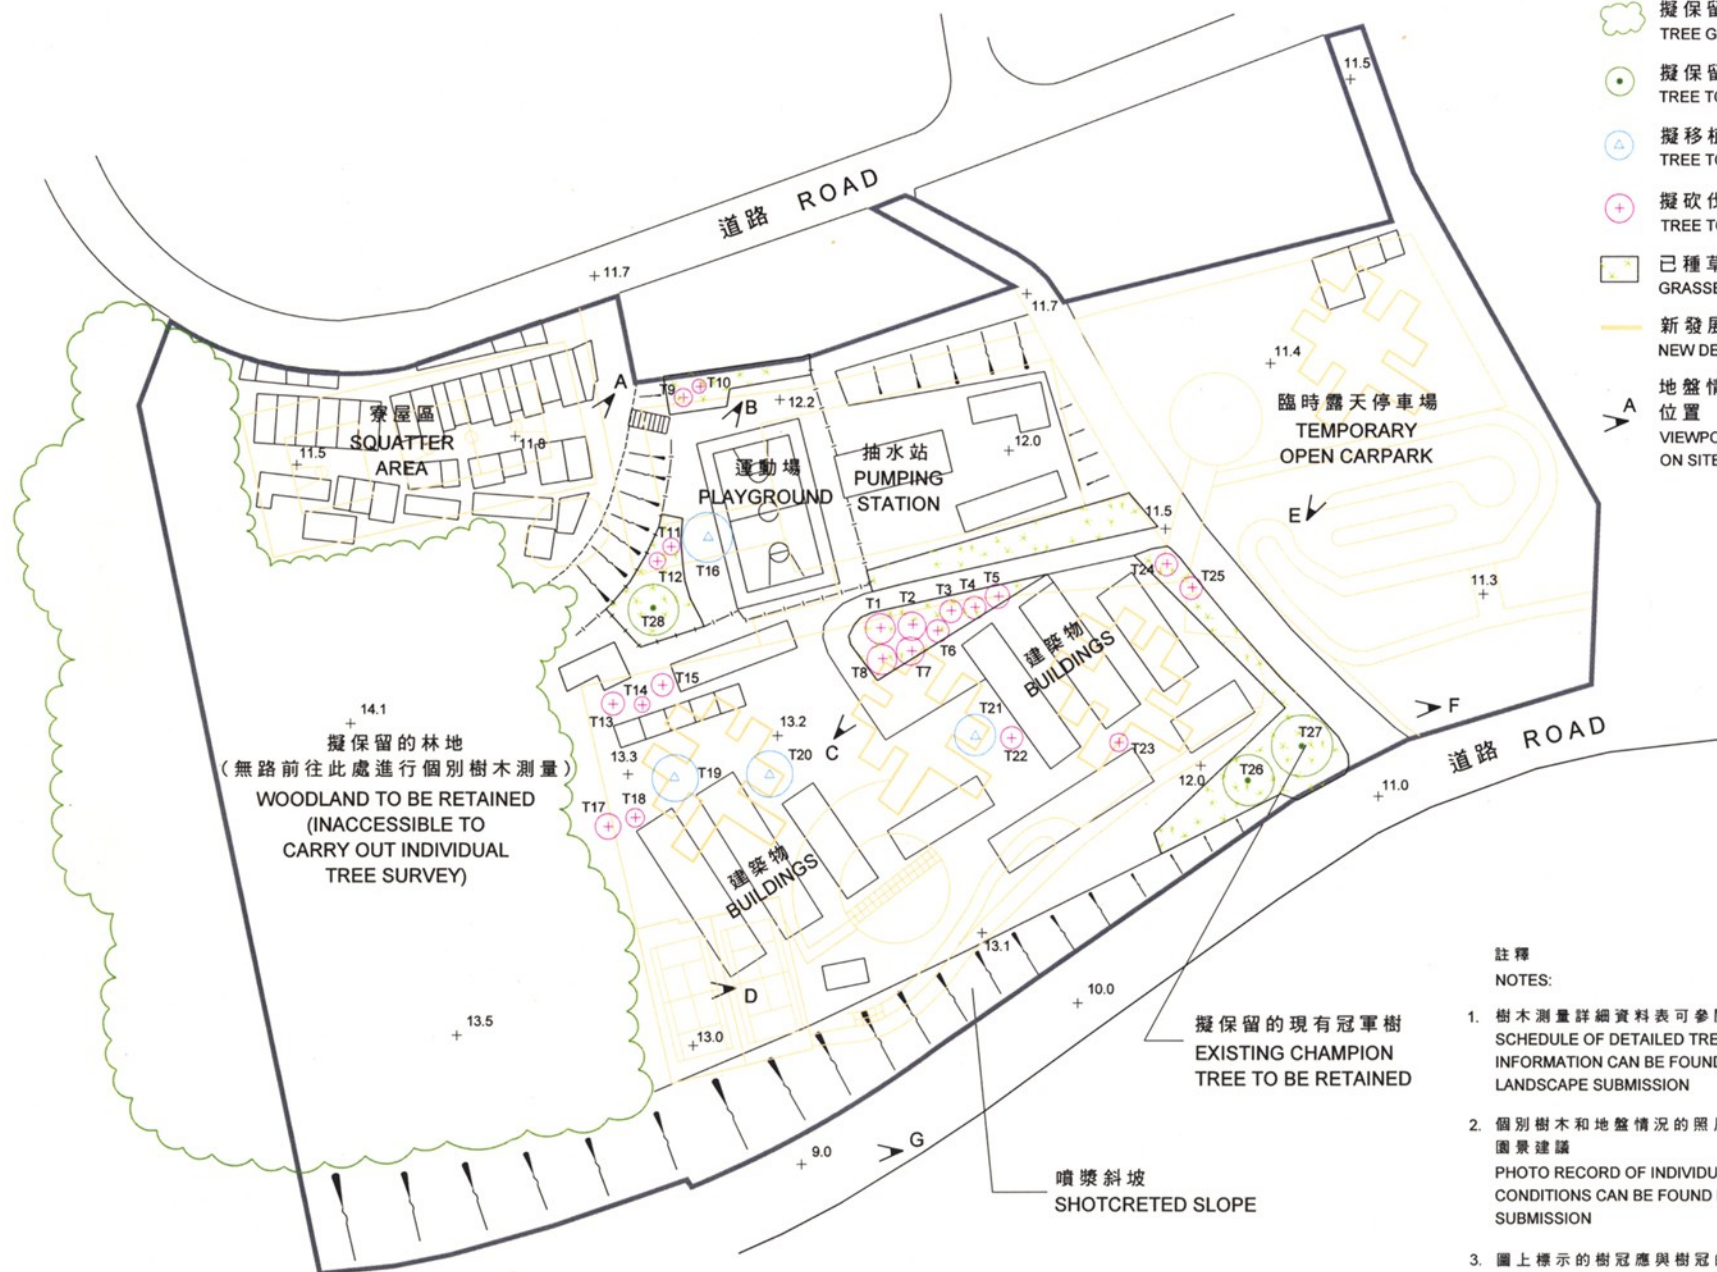 擬保留
TREE G
擬保留
TREE TO
擬移植
TREE TO
擬砍伐
TREE TO
已種草
GRASSE
新發展
NEW DE
A
地盤情
位置
VIEWPO
ON SITE
11.5
道路 ROAD
11.7
11.7
11.4
A
T9
T10
B
12.2
寮屋區
SQUATTER
AREA
11.8
11.5
運動場
PLAYGROUND
抽水站
PUMPING
STATION
12.0
臨時露天停車場
TEMPORARY
OPEN CARPARK
E
11.5
11.3
T11
T12
T16
T28
T24
T25
T1
T2
T3
T4
T5
T6
T7
T8
建築物
BUILDINGS
T15
T14
T13
14.1
擬保留的林地
(無路前往此處進行個別樹木測量)
WOODLAND TO BE RETAINED
(INACCESSIBLE TO
CARRY OUT INDIVIDUAL
TREE SURVEY)
13.3
13.2
C
T21
T22
T23
T27
T26
12.0
F
道路 ROAD
11.0
T19
T20
T17
T18
建築物
BUILDINGS
13.1
D
13.0
13.5
10.0
9.0
G
擬保留的現有冠軍樹
EXISTING CHAMPION
TREE TO BE RETAINED
噴漿斜坡
SHOTCRETED SLOPE
註釋
NOTES:
1. 樹木測量詳細資料表可參閱
SCHEDULE OF DETAILED TRE
INFORMATION CAN BE FOUND
LANDSCAPE SUBMISSION
2. 個別樹木和地盤情況的照片
園景建議
PHOTO RECORD OF INDIVIDU
CONDITIONS CAN BE FOUND
SUBMISSION
3. 圖上標示的樹冠應與樹冠的